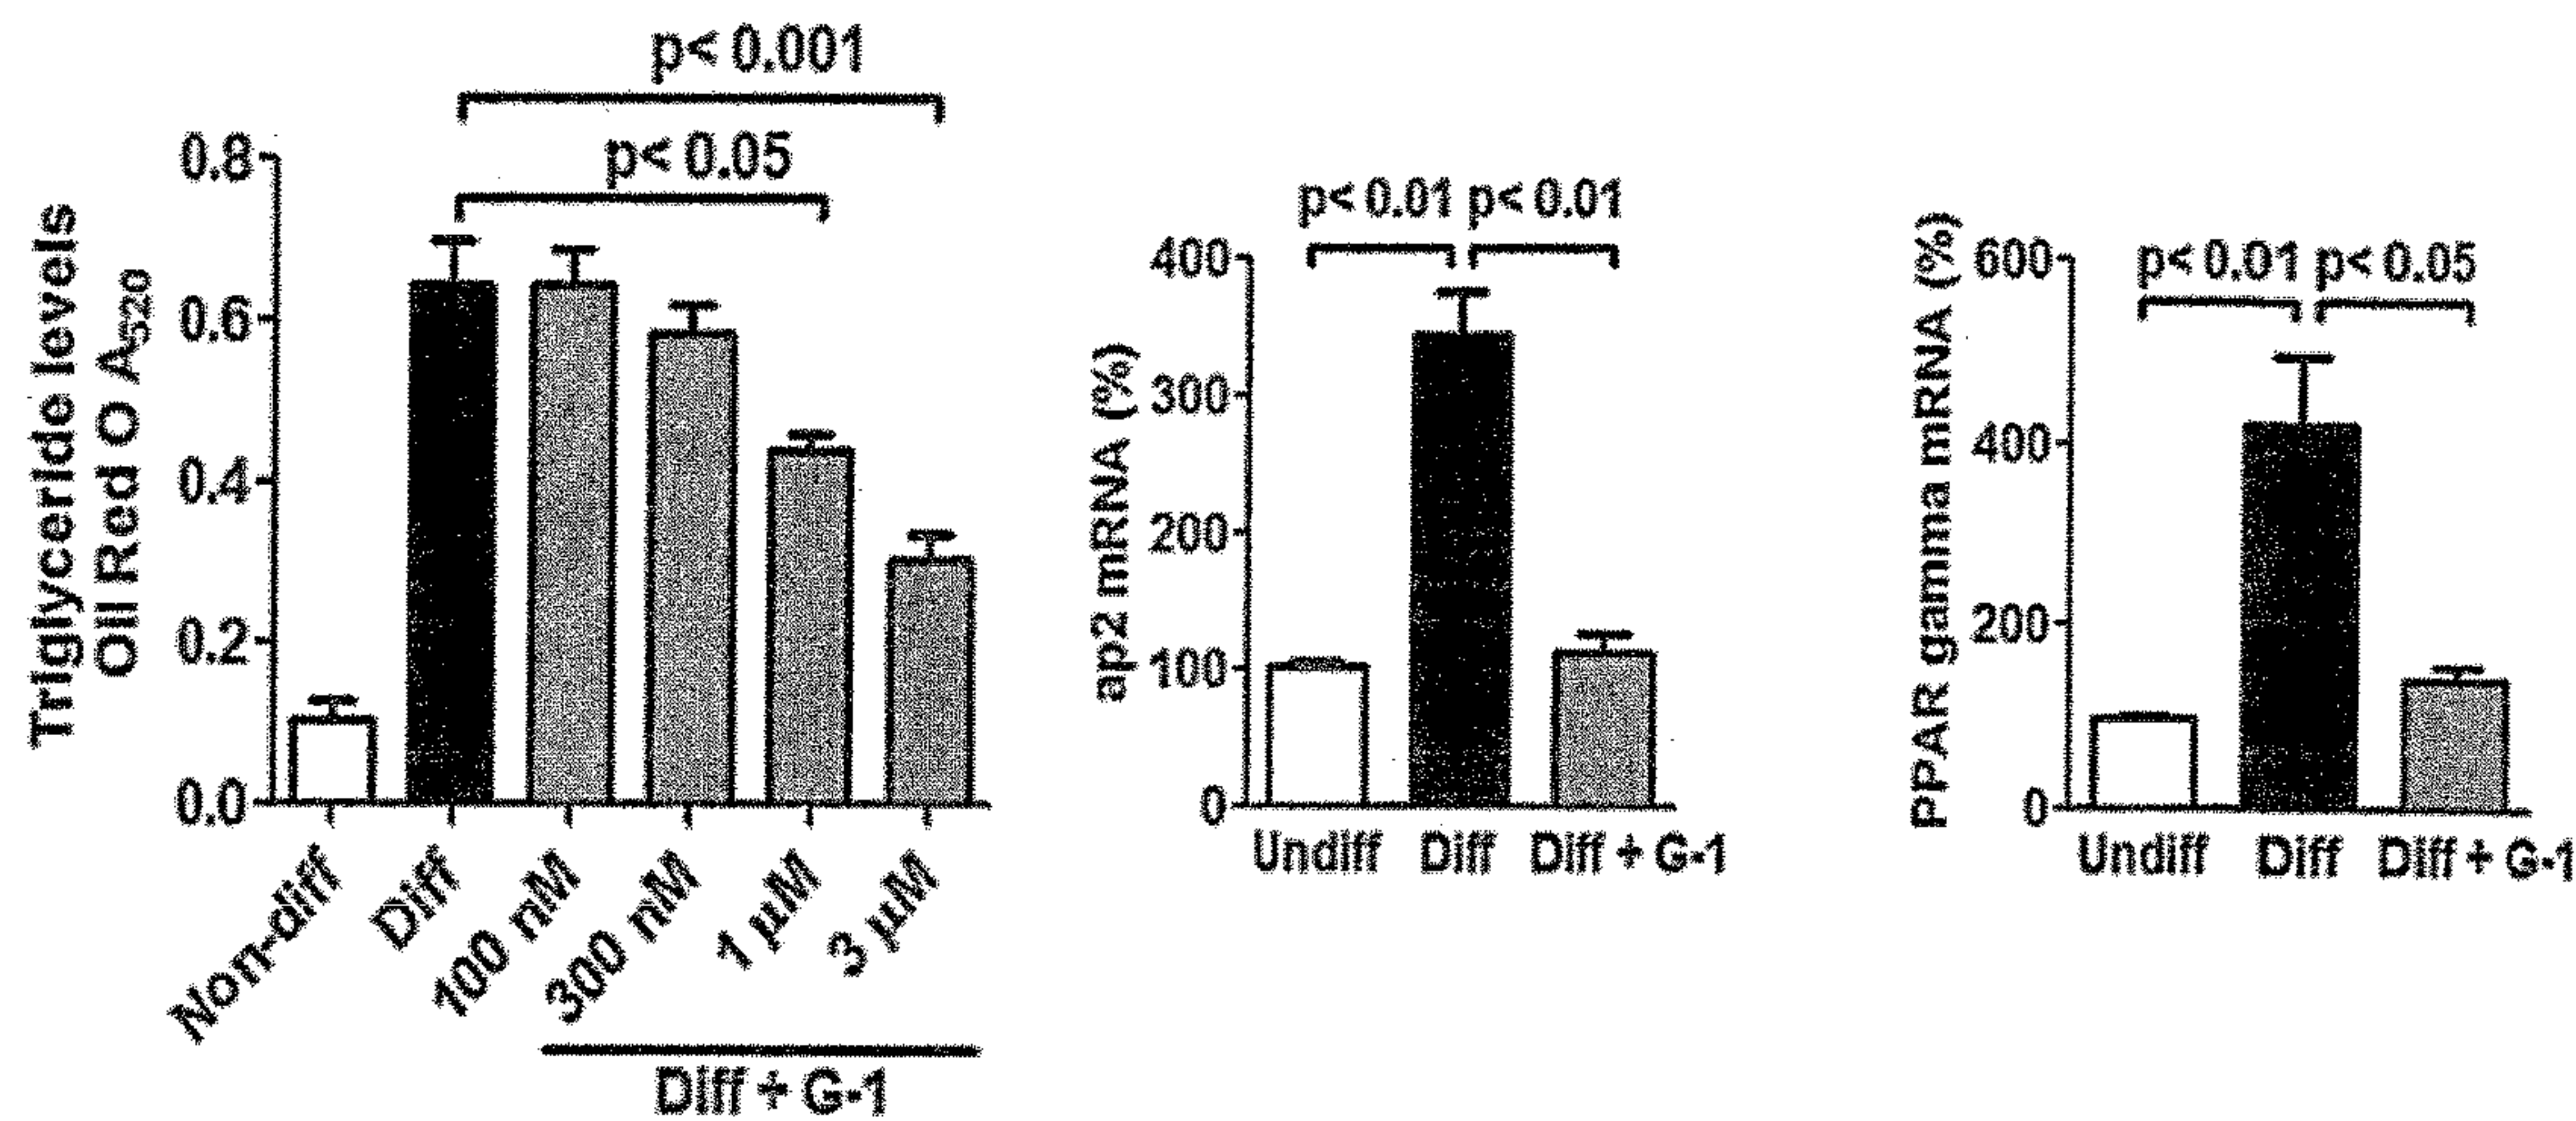 p< 0.001
p< 0.05
0.8
0.6
0.4
0.2
0.0
Triglyceride levels
Oil Red O A520
Non-diff
Diff
100 nM
300 nM
1 μM
3 μM
Diff + G-1
p< 0.01 p< 0.01
400
300
200
100
0
ap2 mRNA (%)
Undiff Diff Diff + G-1
p< 0.01 p< 0.05
600
400
200
0
PPAR gamma mRNA (%)
Undiff Diff Diff + G-1